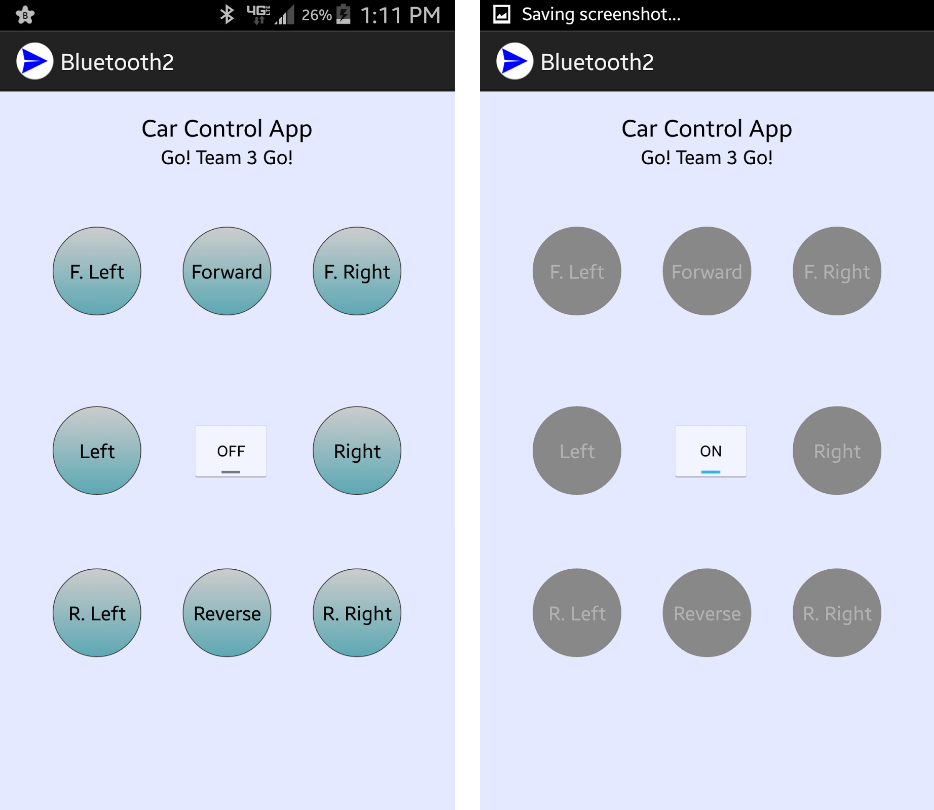 4G 26% 1:11 PM
Bluetooth2
Car Control App
Go! Team 3 Go!
F. Left Forward F. Right
Left OFF Right
R. Left Reverse R. Right
Saving screenshot...
Bluetooth2
Car Control App
Go! Team 3 Go!
F. Left Forward F. Right
Left ON Right
R. Left Reverse R. Right